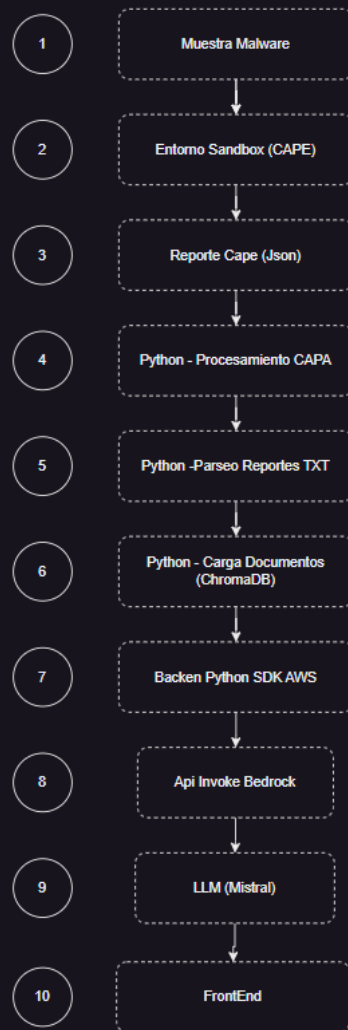 1
Muestra Malware
2
Entorno Sandbox (CAPE)
3
Reporte Cape (Json)
4
Python - Procesamiento CAPA
5
Python -Parseo Reportes TXT
6
Python - Carga Documentos
(ChromaDB)
7
Backen Python SDK AWS
8
Api Invoke Bedrock
9
LLM (Mistral)
10
FrontEnd